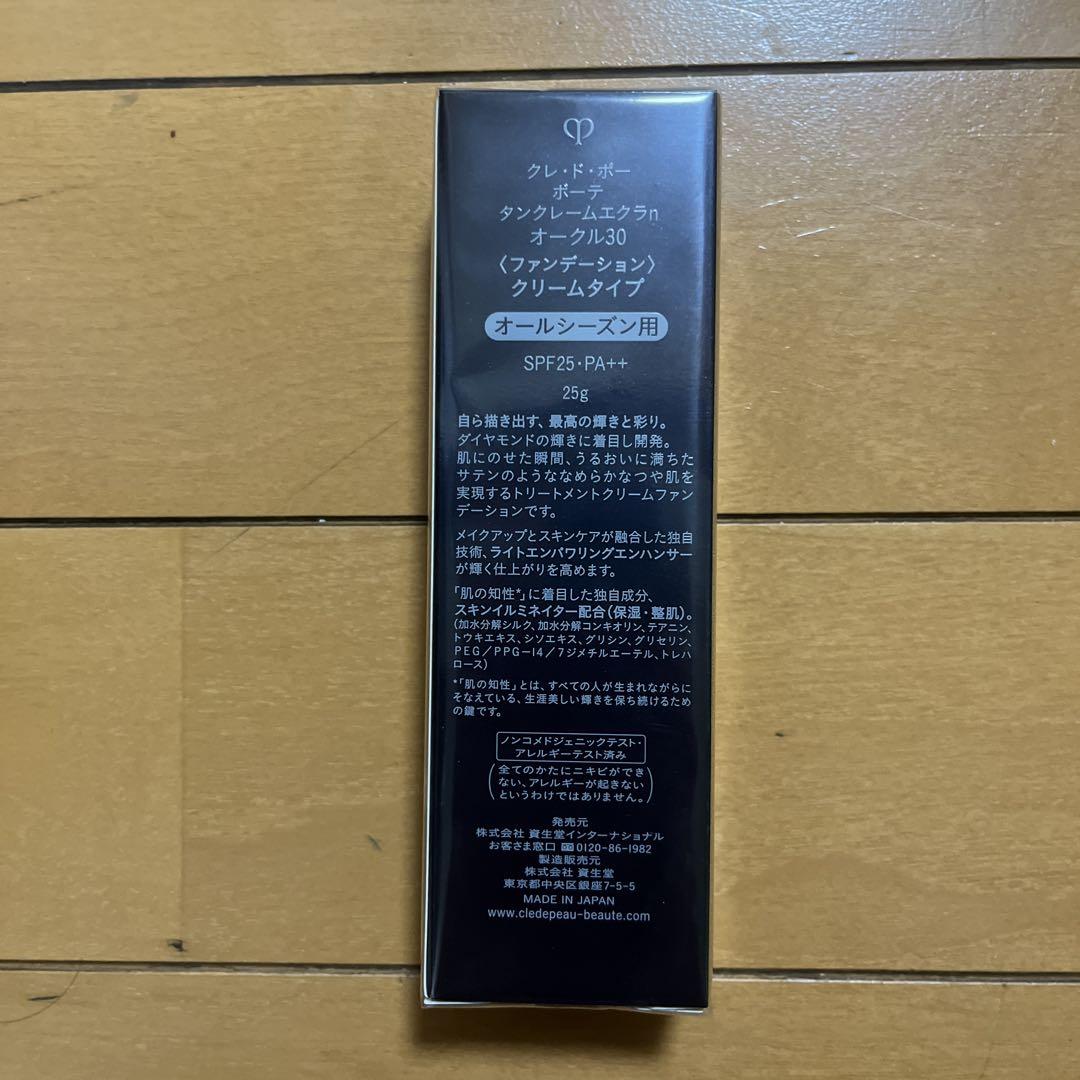 クレ・ド・ポー
ボーテ
タンクレームエクラn
オークル30
〈ファンデーション〉
クリームタイプ
オールシーズン用
SPF25・PA++
25g
自ら描き出す、最高の輝きと彩り。
ダイヤモンドの輝きに着目し開発。
肌にのせた瞬間、うるおいに満ちた
サテンのようななめらかなつや肌を
実現するトリートメントクリームファン
デーションです。
メイクアップとスキンケアが融合した独自
技術、ライトエンパワリングエンハンサー
が輝く仕上がりを高めます。
「肌の知性*」に着目した独自成分、
スキンイルミネイター配合(保湿・整肌)。
(加水分解シルク、加水分解コンキオリン、テアニン、
トウキエキス、シソエキス、グリシン、グリセリン、
PEG/PPG-14/7ジメチルエーテル、トレハ
ロース)
*「肌の知性」とは、すべての人が生まれながらに
そなえている、生涯美しい輝きを保ち続けるため
の鍵です。
ノンコメドジェニックテスト・
アレルギーテスト済み
(全てのかたにニキビができ
ない、アレルギーが起きない
というわけではありません。)
発売元
株式会社 資生堂インターナショナル
お客さま窓口 0120-86-1982
製造販売元
株式会社 資生堂
東京都中央区銀座7-5-5
MADE IN JAPAN
www.cledepeau-beaute.com